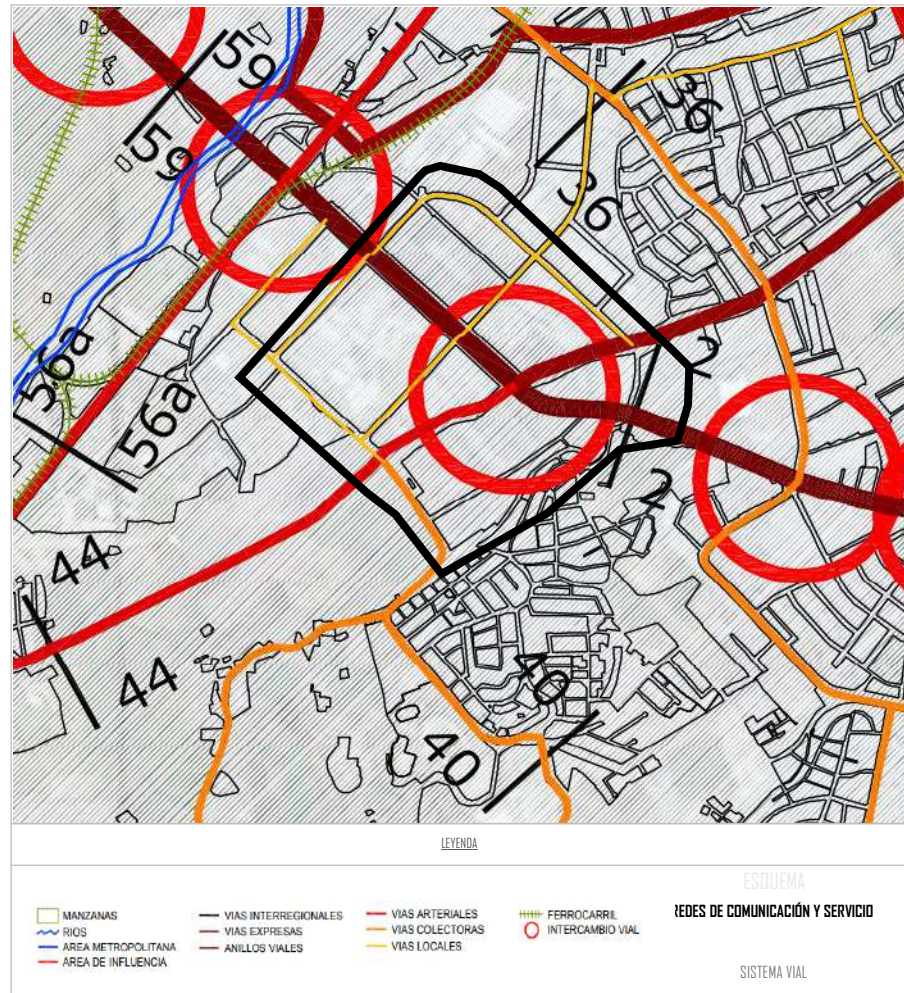 59
59
36
36
56a
56a
2
2
44
44
40
40
LEYENDA
MANZANAS
RIOS
AREA METROPOLITANA
AREA DE INFLUENCIA
VIAS INTERREGIONALES
VIAS EXPRESAS
ANILLOS VIALES
VIAS ARTERIALES
VIAS COLECTORAS
VIAS LOCALES
FERROCARRIL
INTERCAMBIO VIAL
ESQUEMA
REDES DE COMUNICACIÓN Y SERVICIO
SISTEMA VIAL